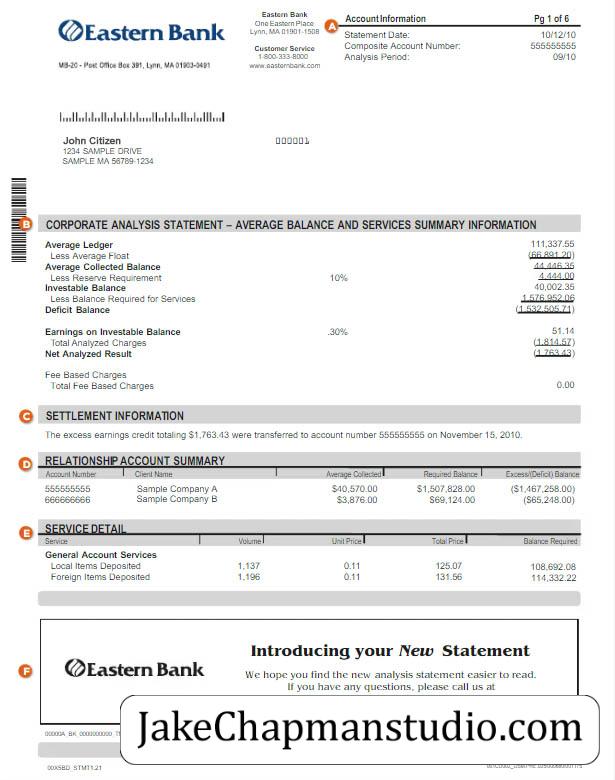 Eastern Bank
MB-20 - Post Office Box 391, Lynn, MA 01903-0491
Eastern Bank
One Eastern Place
Lynn, MA 01901-1508
Customer Service
1-800-333-8000
www.easternbank.com
A
Account Information Pg 1 of 6
Statement Date: 10/12/10
Composite Account Number: 555555555
Analysis Period: 09/10
John Citizen 000001
1234 SAMPLE DRIVE
SAMPLE MA 56789-1234
B
CORPORATE ANALYSIS STATEMENT – AVERAGE BALANCE AND SERVICES SUMMARY INFORMATION
Average Ledger 111,337.55
Less Average Float (66,891.20)
Average Collected Balance 44,446.35
Less Reserve Requirement 10% 4,444.00
Investable Balance 40,002.35
Less Balance Required for Services 1,576,952.06
Deficit Balance (1,532,505.71)
Earnings on Investable Balance .30% 51.14
Total Analyzed Charges (1,814.57)
Net Analyzed Result (1,763.43)
Fee Based Charges
Total Fee Based Charges 0.00
C
SETTLEMENT INFORMATION
The excess earnings credit totaling $1,763.43 were transferred to account number 555555555 on November 15, 2010.
D
RELATIONSHIP ACCOUNT SUMMARY
Account Number Client Name Average Collected Required Balance Excess/(Deficit) Balance
555555555 Sample Company A $40,570.00 $1,507,828.00 ($1,467,258.00)
666666666 Sample Company B $3,876.00 $69,124.00 ($65,248.00)
E
SERVICE DETAIL
Service Volume Unit Price Total Price Balance Required
General Account Services
Local Items Deposited 1,137 0.11 125.07 108,692.08
Foreign Items Deposited 1,196 0.11 131.56 114,332.22
F
Eastern Bank
Introducing your New Statement
We hope you find the new analysis statement easier to read.
If you have any questions, please call us at
JakeChapmanstudio.com
00X5BD_STMT1.21